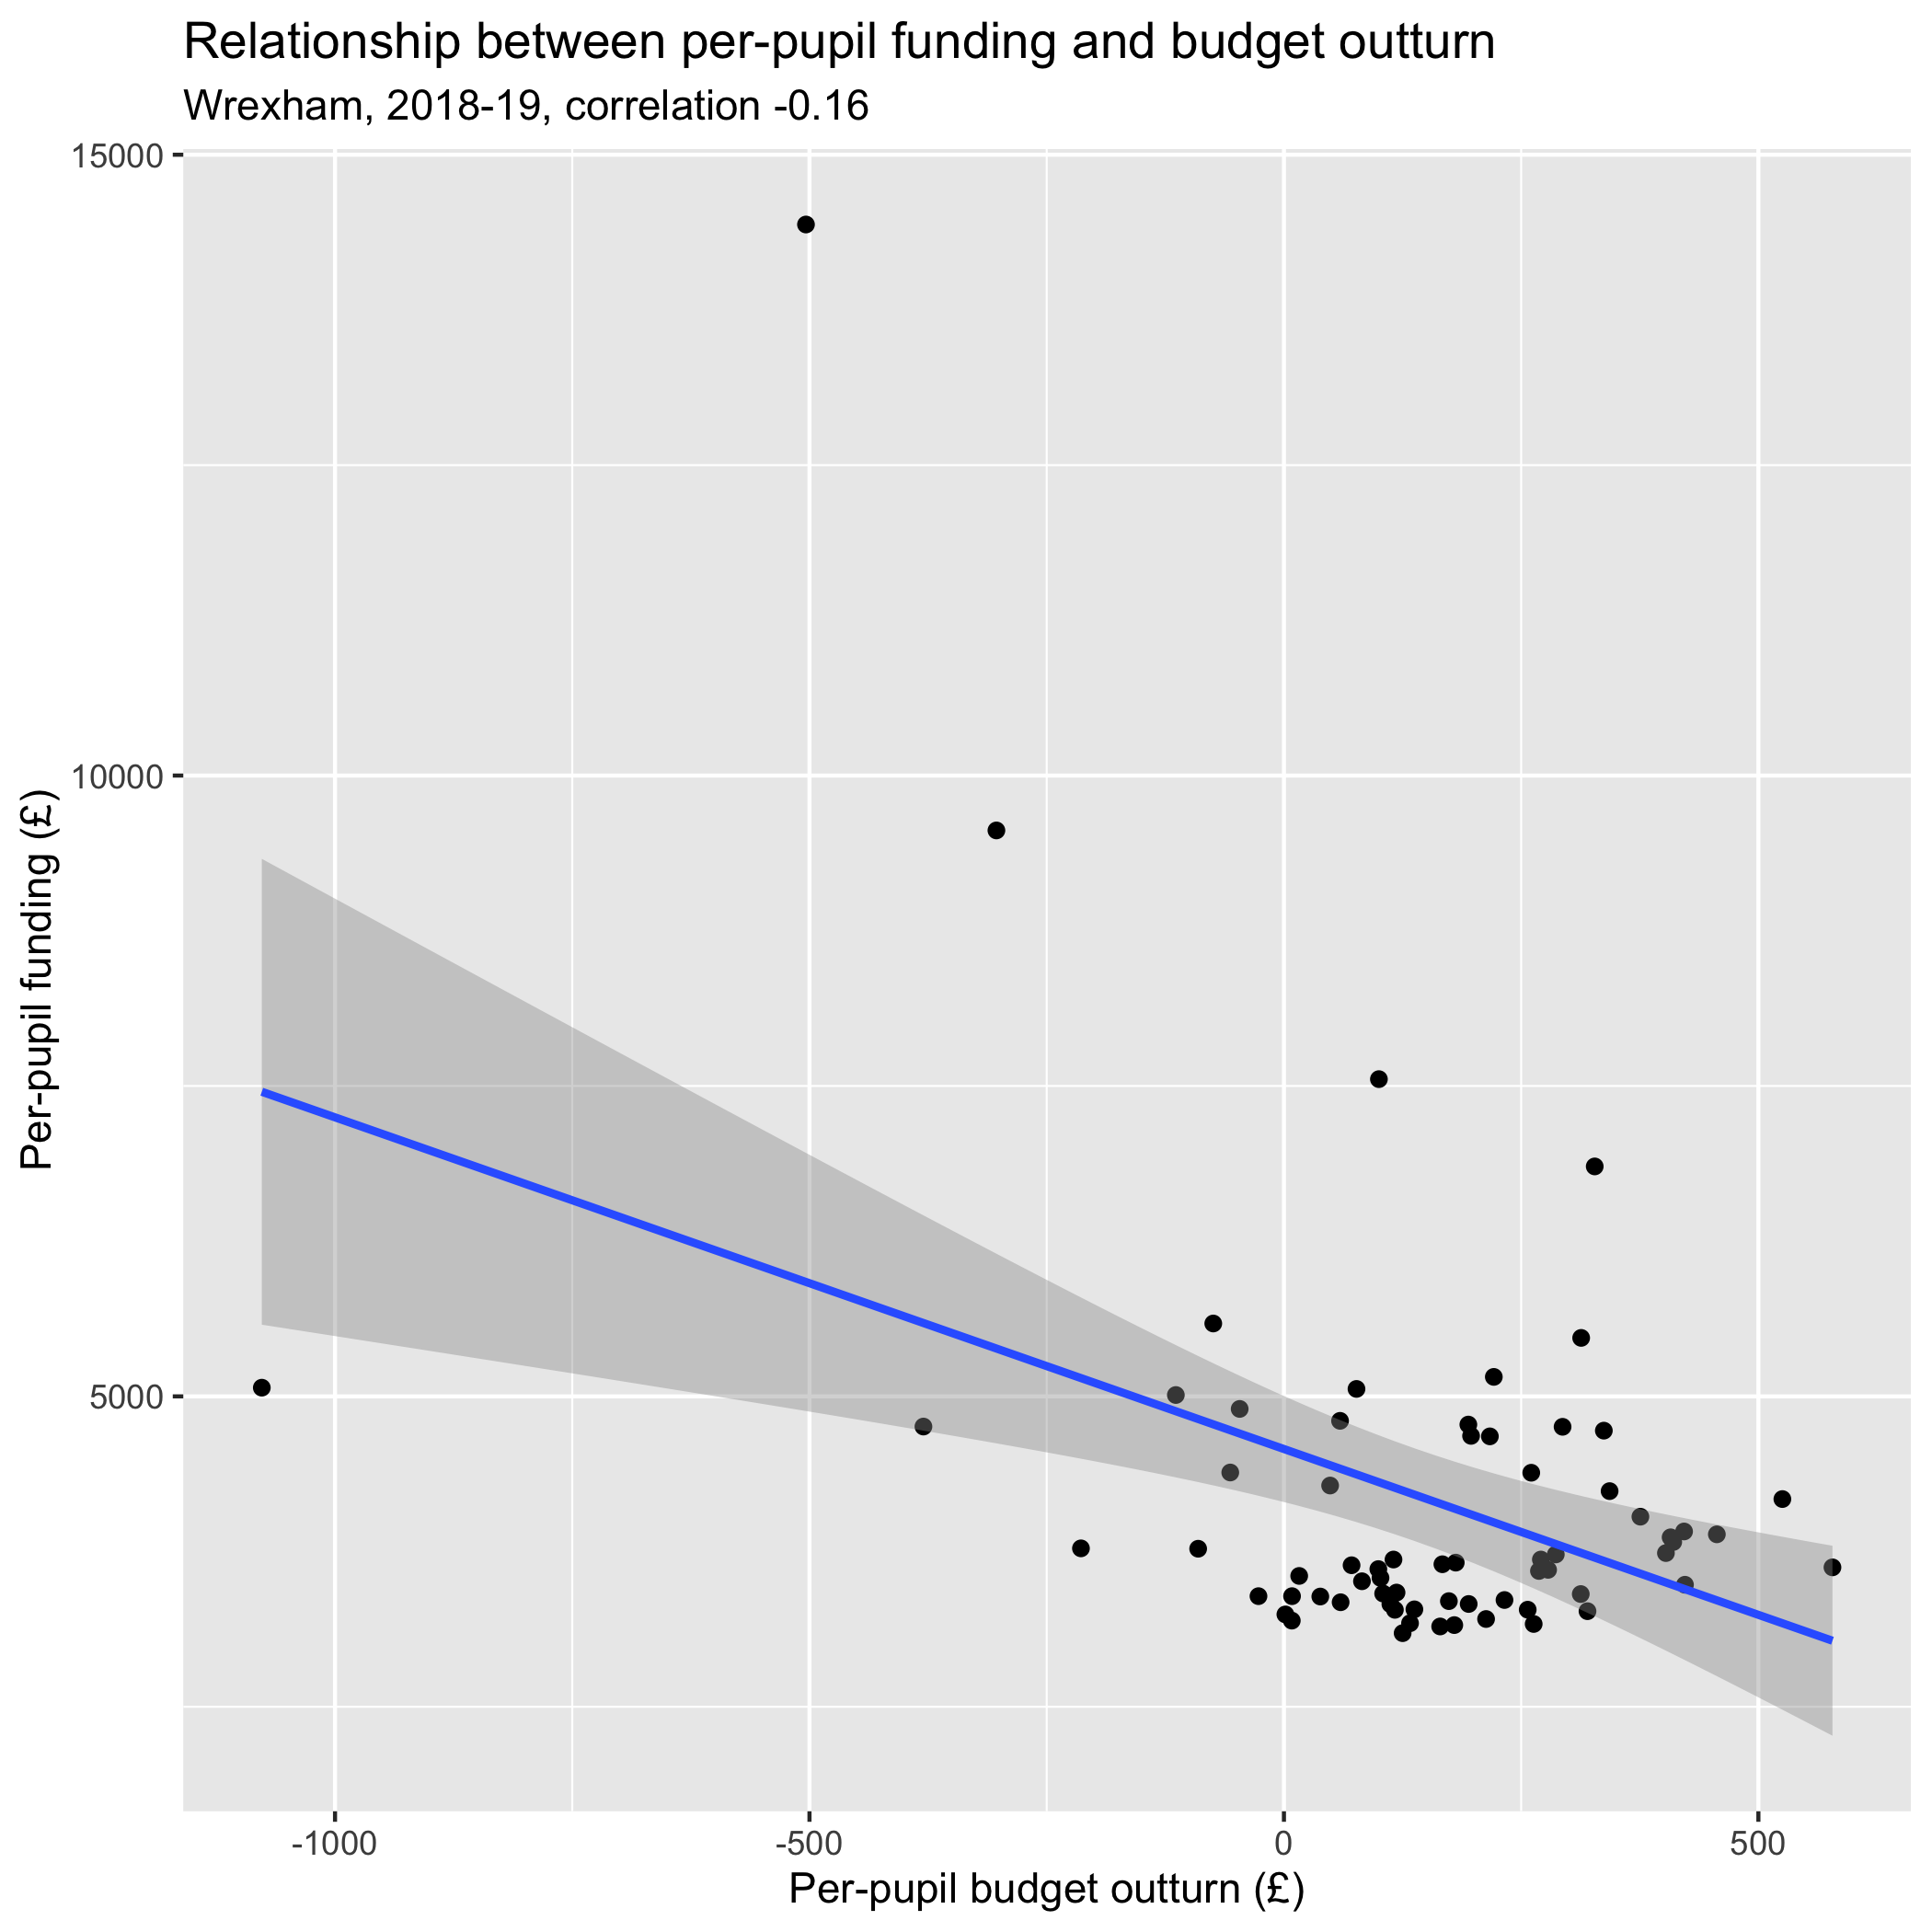 Relationship between per-pupil funding and budget outturn
Wrexham, 2018-19, correlation -0.16
15000
10000
5000
Per-pupil funding (£)
-1000
-500
0
500
Per-pupil budget outturn (£)